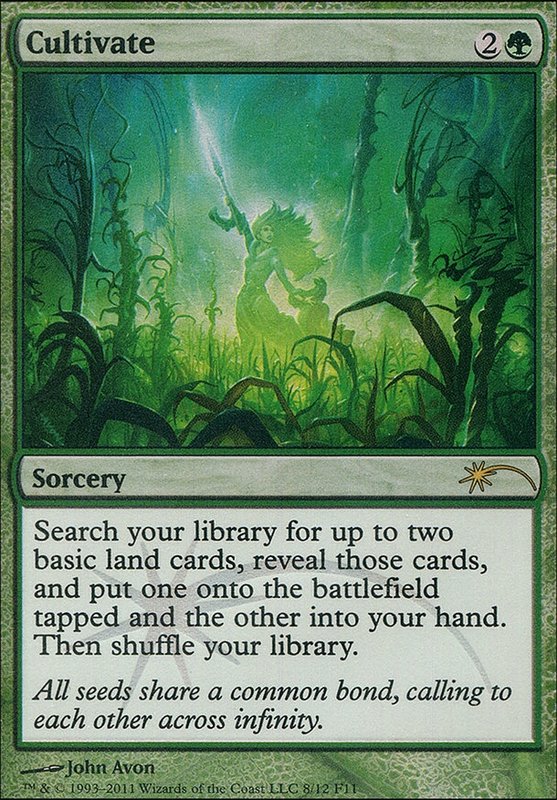 Cultivate 2
Sorcery
Search your library for up to two
basic land cards, reveal those cards,
and put one onto the battlefield
tapped and the other into your hand.
Then shuffle your library.
All seeds share a common bond, calling to
each other across infinity.
John Avon
™ & © 1993–2011 Wizards of the Coast LLC 8/12 F11